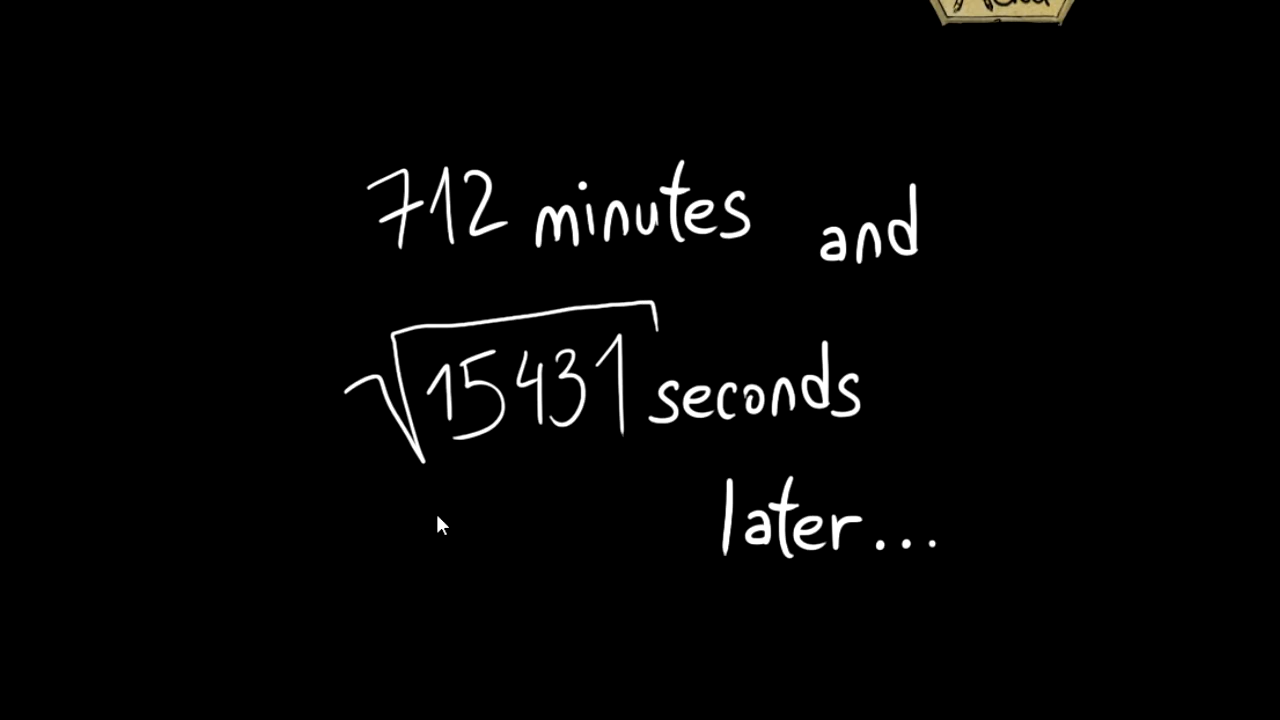 712 minutes and
√15431 seconds
later...